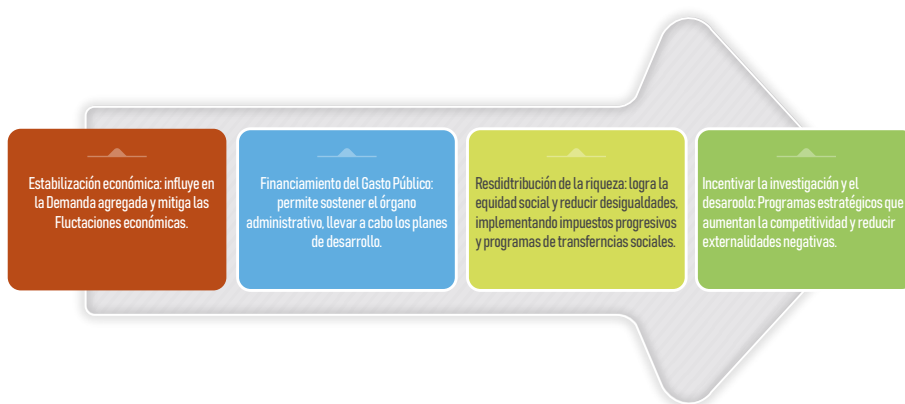 Estabilización económica: influye en
la Demanda agregada y mitiga las
Fluctaciones económicas.
Financiamiento del Gasto Público:
permite sostener el órgano
administrativo, llevar a cabo los planes
de desarrollo.
Resdidtribución de la riqueza: logra la
equidad social y reducir desigualdades,
implementando impuestos progresivos
y programas de transferncias sociales.
Incentivar la investigación y el
desaroolo: Programas estratégicos que
aumentan la competitividad y reducir
externalidades negativas.